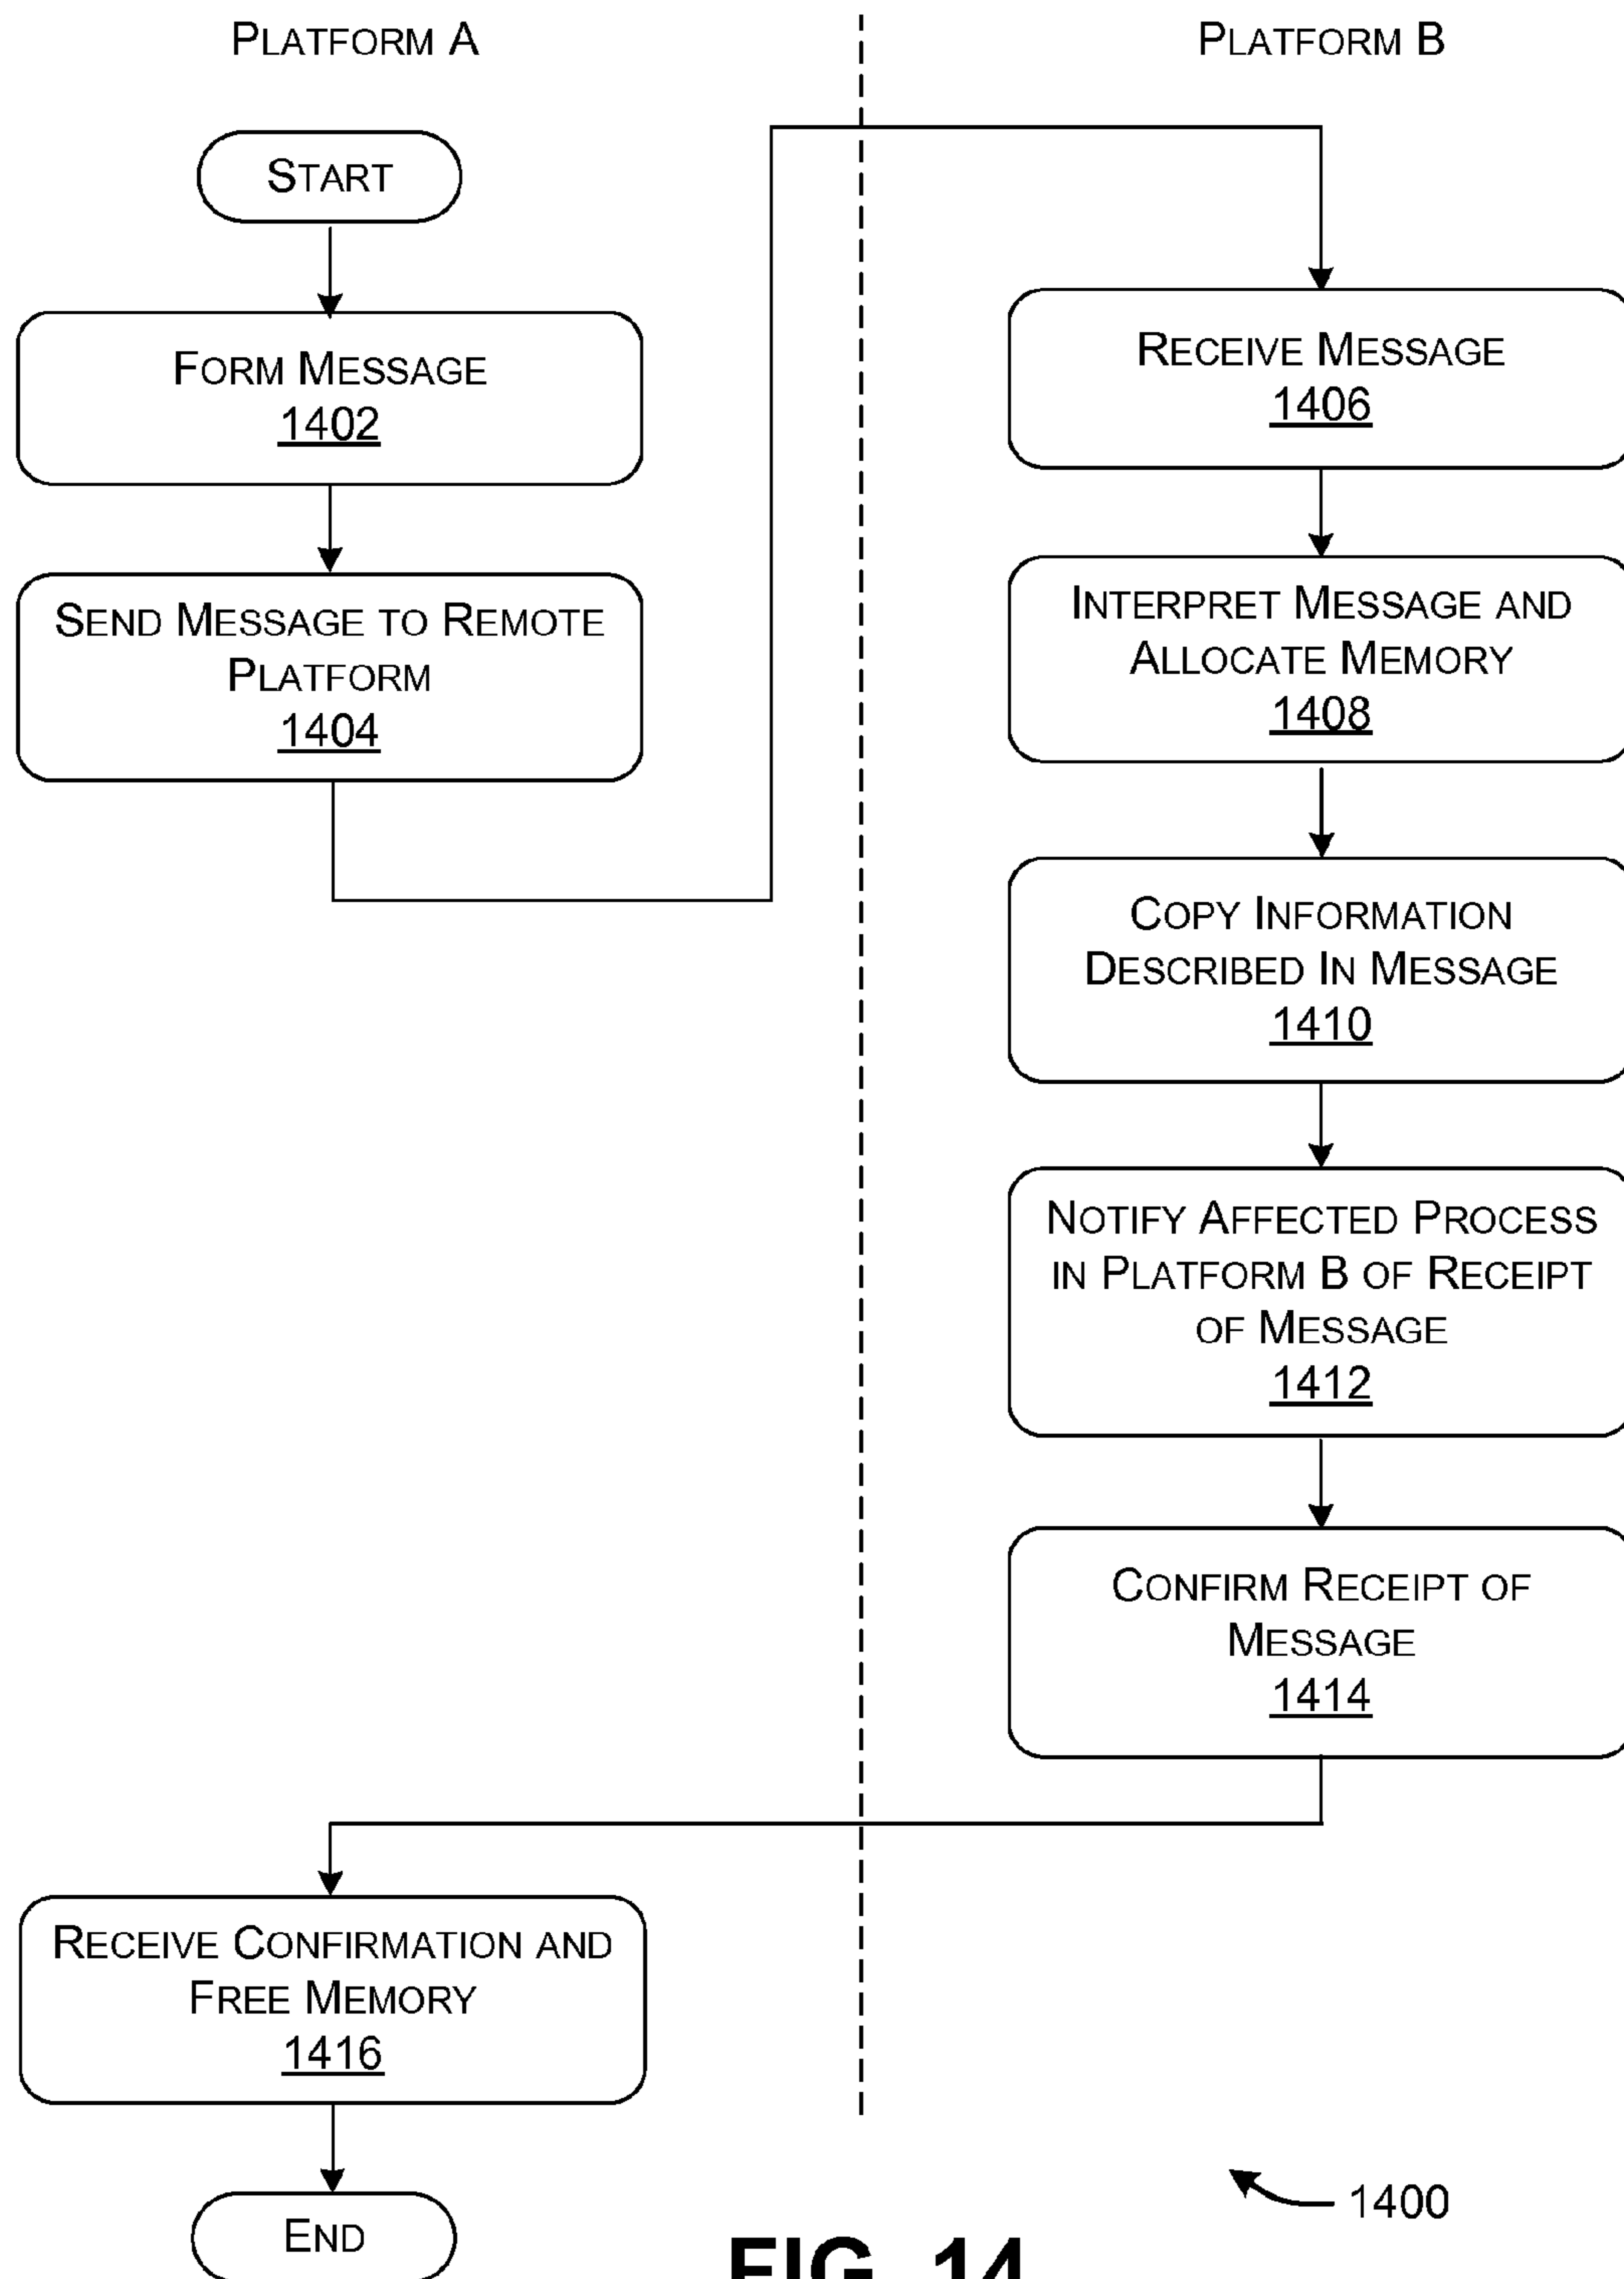 PLATFORM A
PLATFORM B
START
FORM MESSAGE
1402
SEND MESSAGE TO REMOTE
PLATFORM
1404
RECEIVE MESSAGE
1406
INTERPRET MESSAGE AND
ALLOCATE MEMORY
1408
COPY INFORMATION
DESCRIBED IN MESSAGE
1410
NOTIFY AFFECTED PROCESS
IN PLATFORM B OF RECEIPT
OF MESSAGE
1412
CONFIRM RECEIPT OF
MESSAGE
1414
RECEIVE CONFIRMATION AND
FREE MEMORY
1416
END
1400
FIG. 14